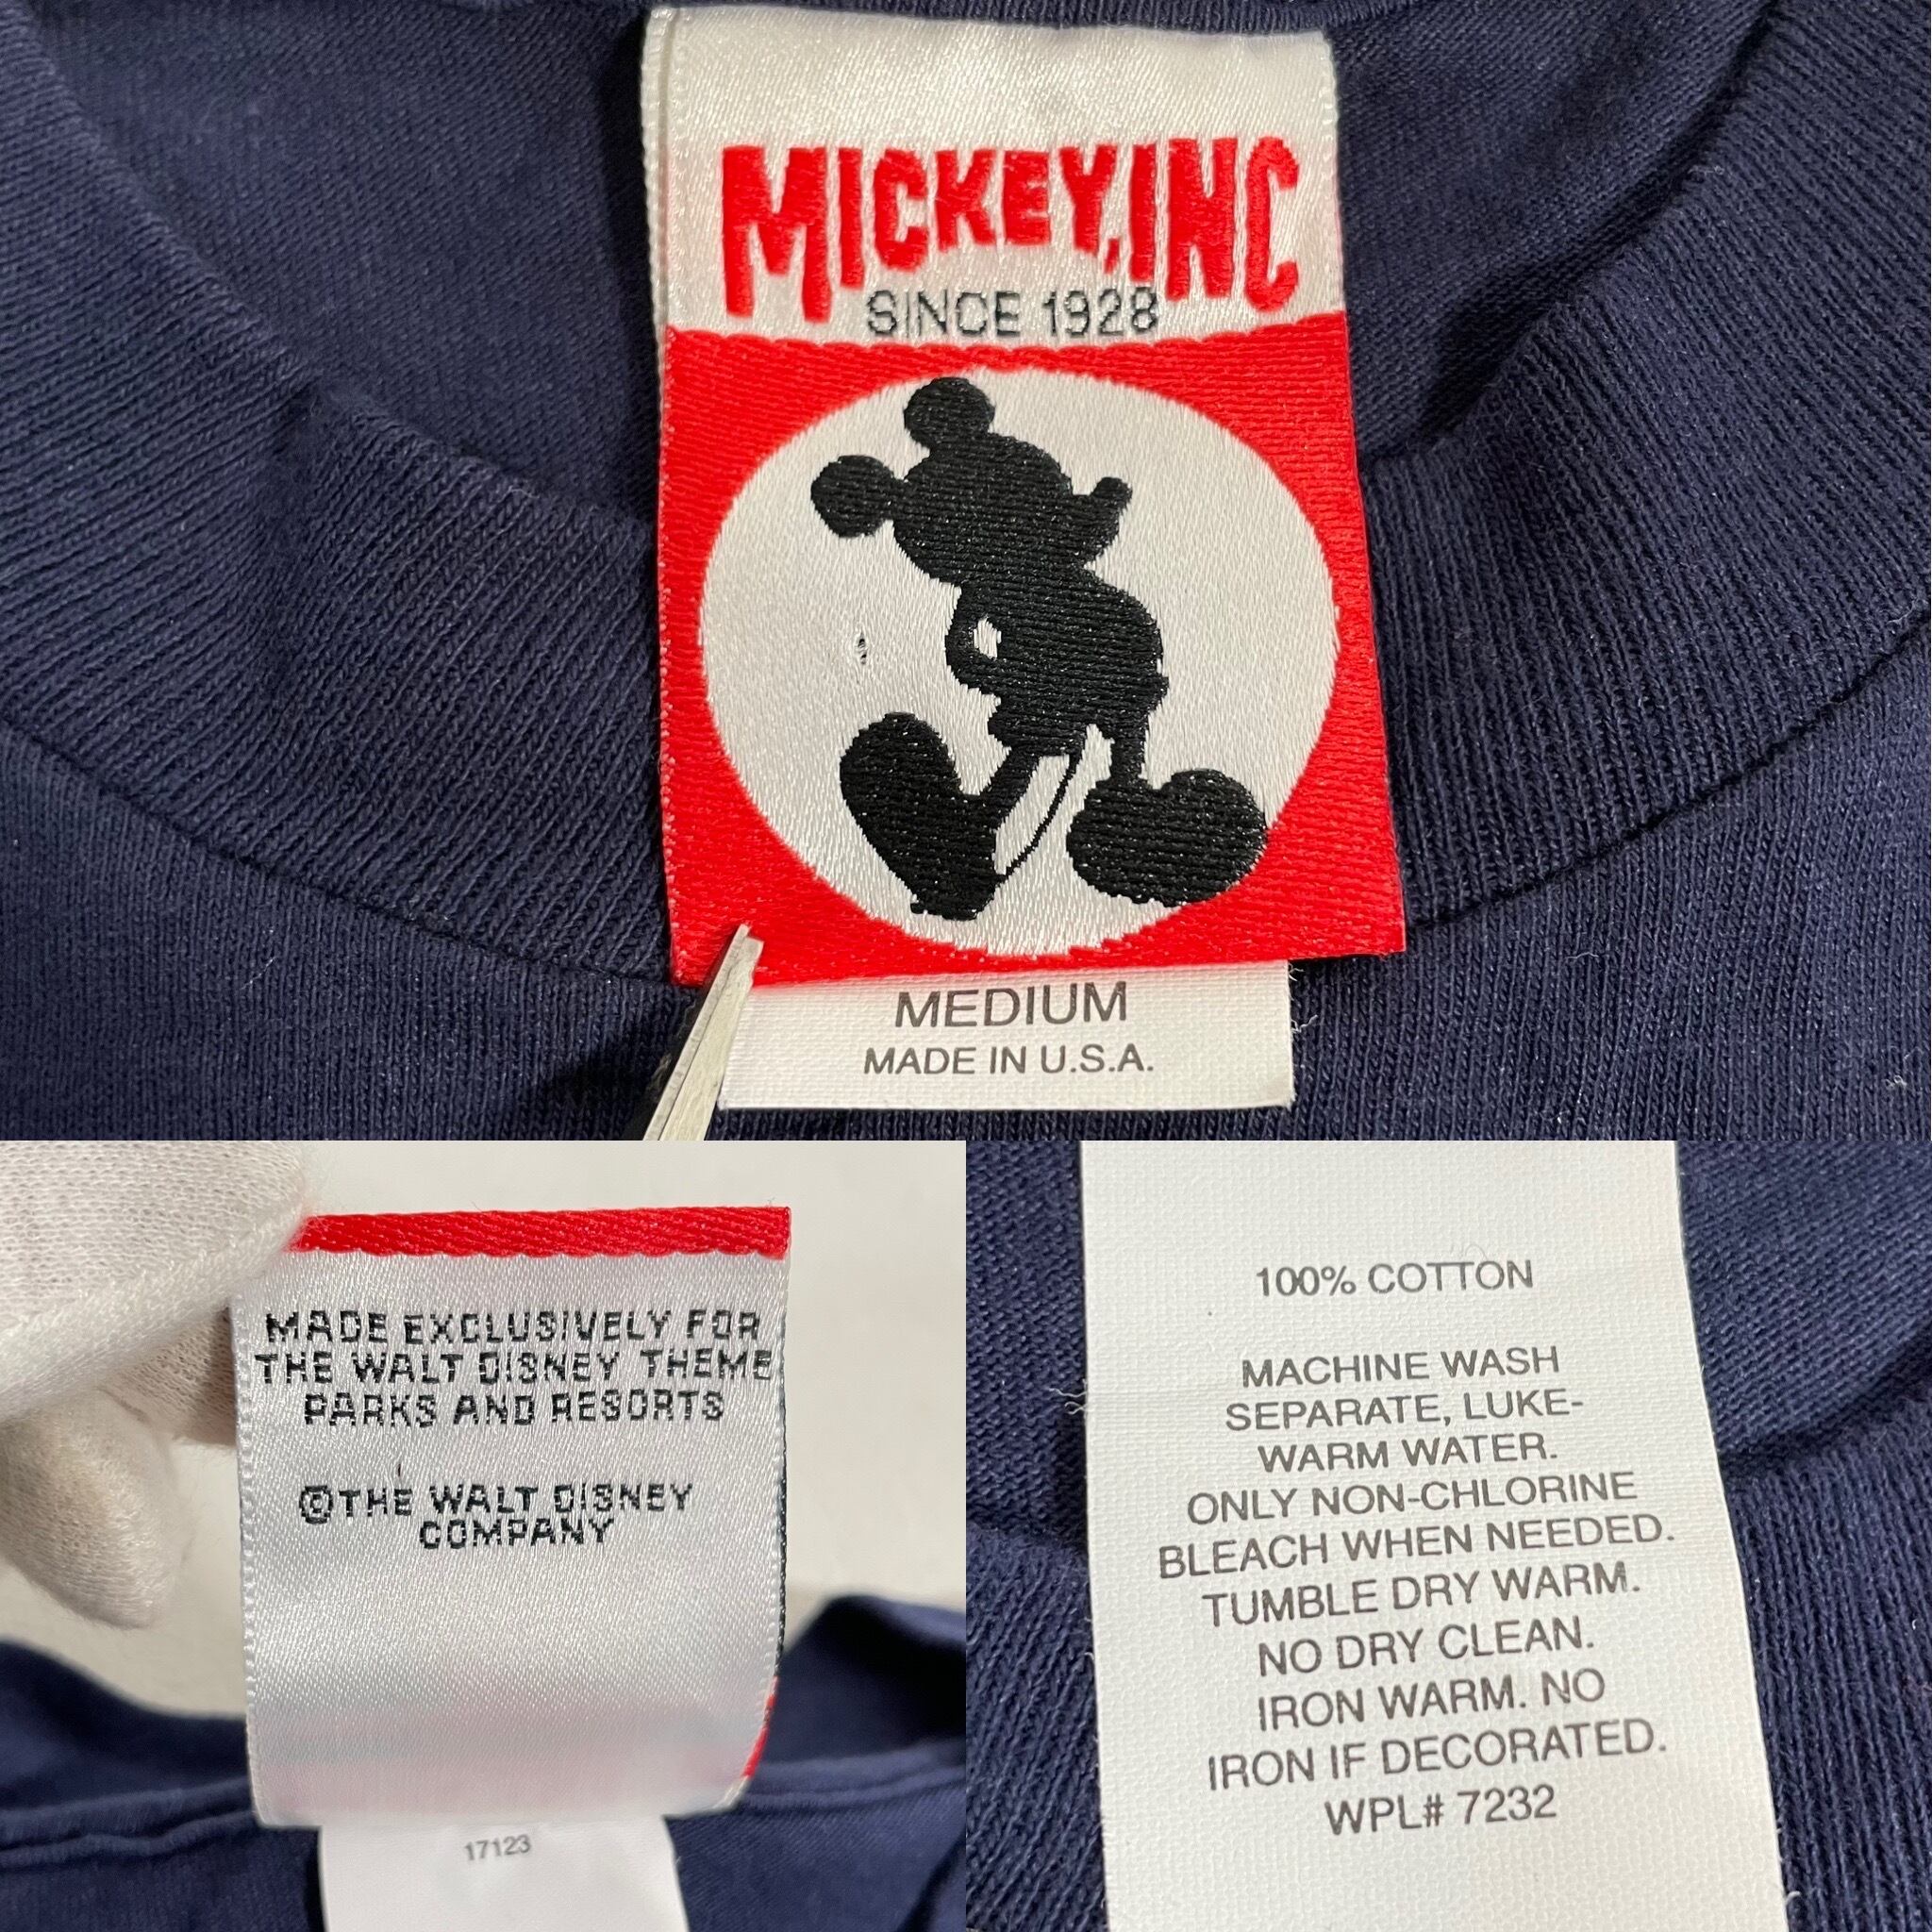 MICKEY, INC
SINCE 1928
MEDIUM
MADE IN U.S.A.
MADE EXCLUSIVELY FOR
THE WALT DISNEY THEME
PARKS AND RESORTS
©THE WALT DISNEY
COMPANY
17123
100% COTTON
MACHINE WASH
SEPARATE, LUKE-
WARM WATER.
ONLY NON-CHLORINE
BLEACH WHEN NEEDED.
TUMBLE DRY WARM.
NO DRY CLEAN.
IRON WARM. NO
IRON IF DECORATED.
WPL# 7232